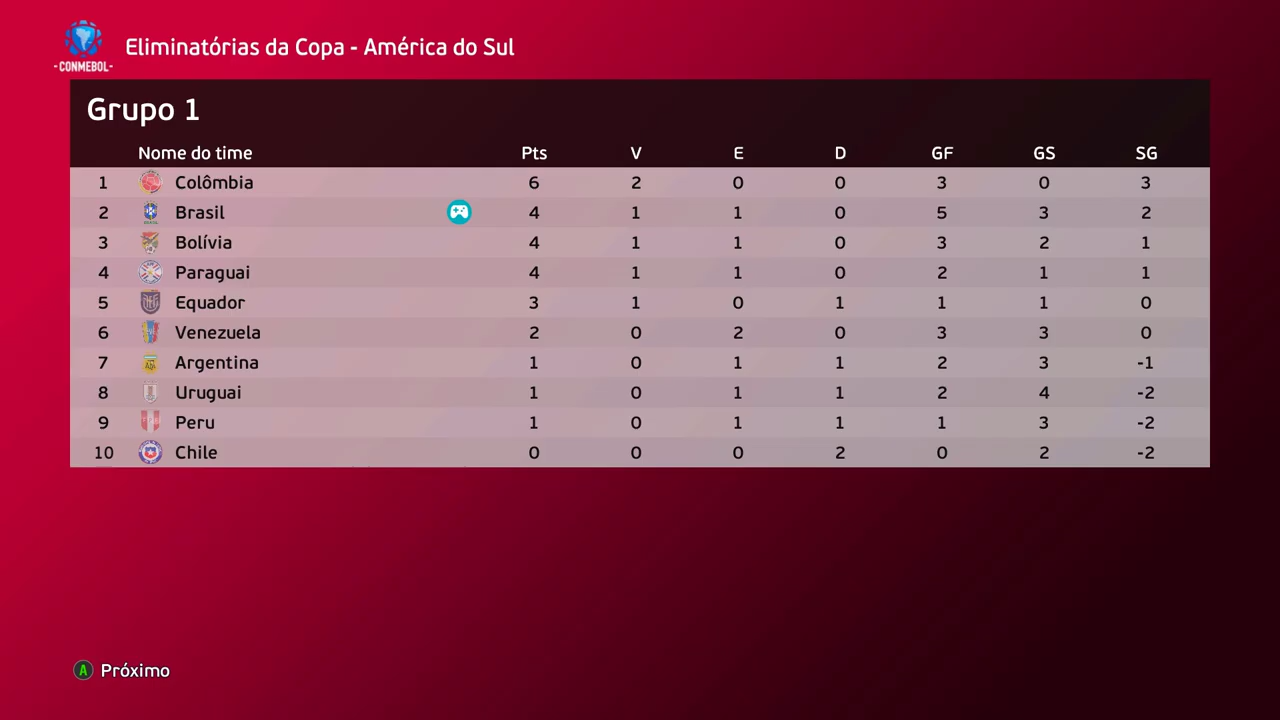 Eliminatórias da Copa - América do Sul
-CONMEBOL-
Grupo 1
Nome do time Pts V E D GF GS SG
1 Colômbia 6 2 0 0 3 0 3
2 Brasil 4 1 1 0 5 3 2
3 Bolívia 4 1 1 0 3 2 1
4 Paraguai 4 1 1 0 2 1 1
5 Equador 3 1 0 1 1 1 0
6 Venezuela 2 0 2 0 3 3 0
7 Argentina 1 0 1 1 2 3 -1
8 Uruguai 1 0 1 1 2 4 -2
9 Peru 1 0 1 1 1 3 -2
10 Chile 0 0 0 2 0 2 -2
A Próximo